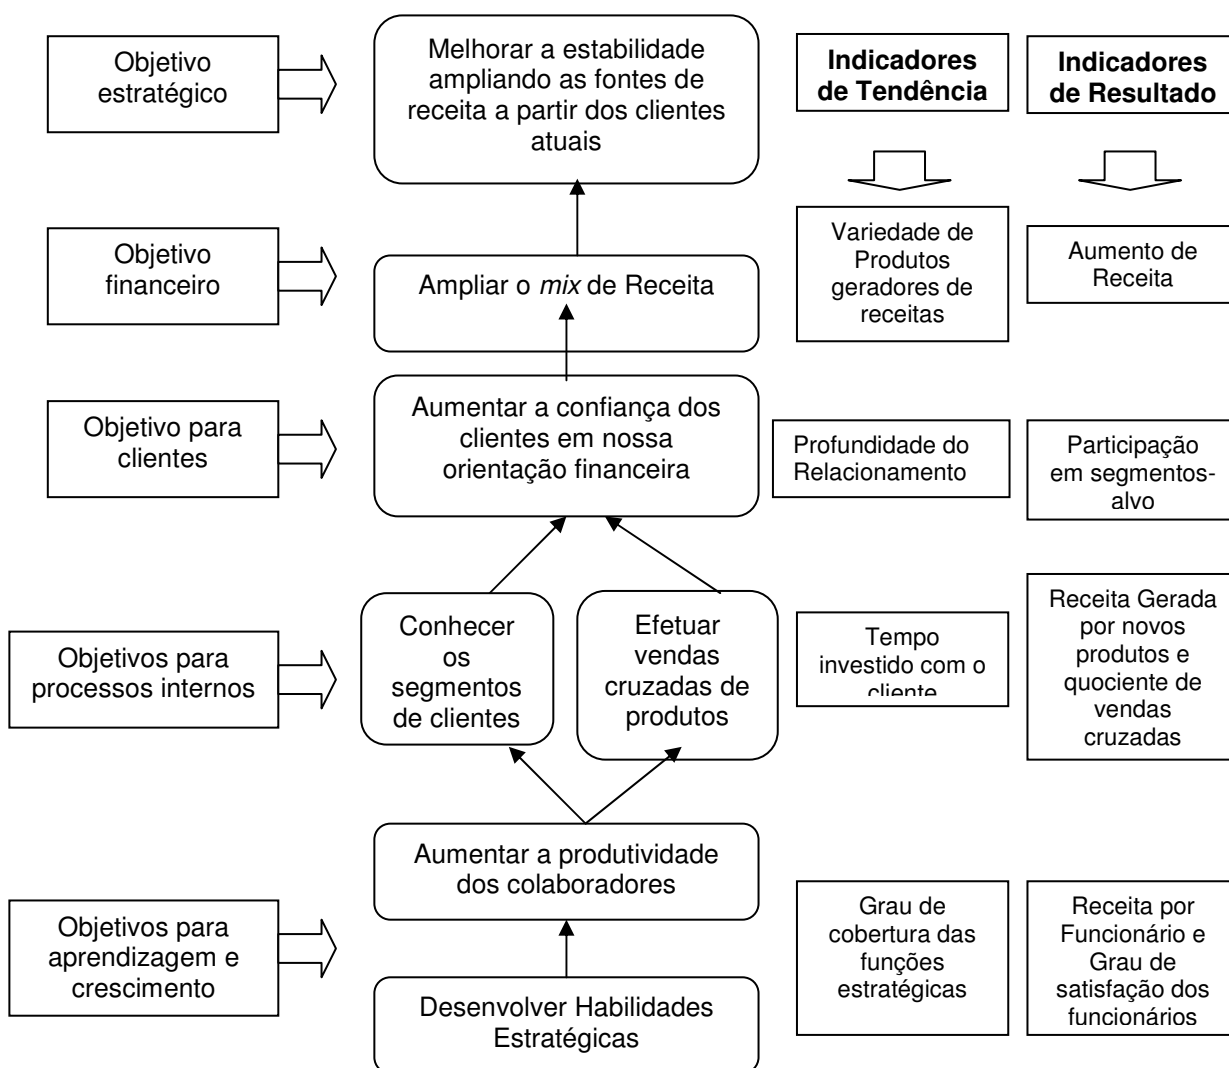 Objetivo
estratégico
Melhorar a estabilidade
ampliando as fontes de
receita a partir dos clientes
atuais
Indicadores
de Tendência
Indicadores
de Resultado
Objetivo
financeiro
Ampliar o mix de Receita
Variedade de
Produtos
geradores de
receitas
Aumento de
Receita
Objetivo para
clientes
Aumentar a confiança dos
clientes em nossa
orientação financeira
Profundidade do
Relacionamento
Participação
em segmentos-
alvo
Objetivos para
processos internos
Conhecer
os
segmentos
de clientes
Efetuar
vendas
cruzadas de
produtos
Tempo
investido com o
cliente
Receita Gerada
por novos
produtos e
quociente de
vendas
cruzadas
Objetivos para
aprendizagem e
crescimento
Aumentar a produtividade
dos colaboradores
Desenvolver Habilidades
Estratégicas
Grau de
cobertura das
funções
estratégicas
Receita por
Funcionário e
Grau de
satisfação dos
funcionários